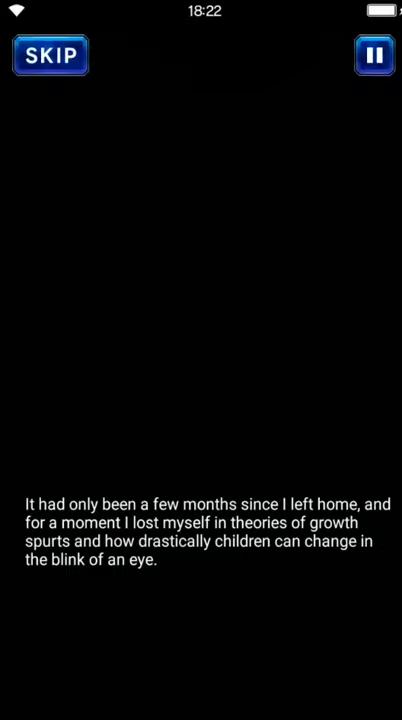 18:22
SKIP
It had only been a few months since I left home, and
for a moment I lost myself in theories of growth
spurts and how drastically children can change in
the blink of an eye.